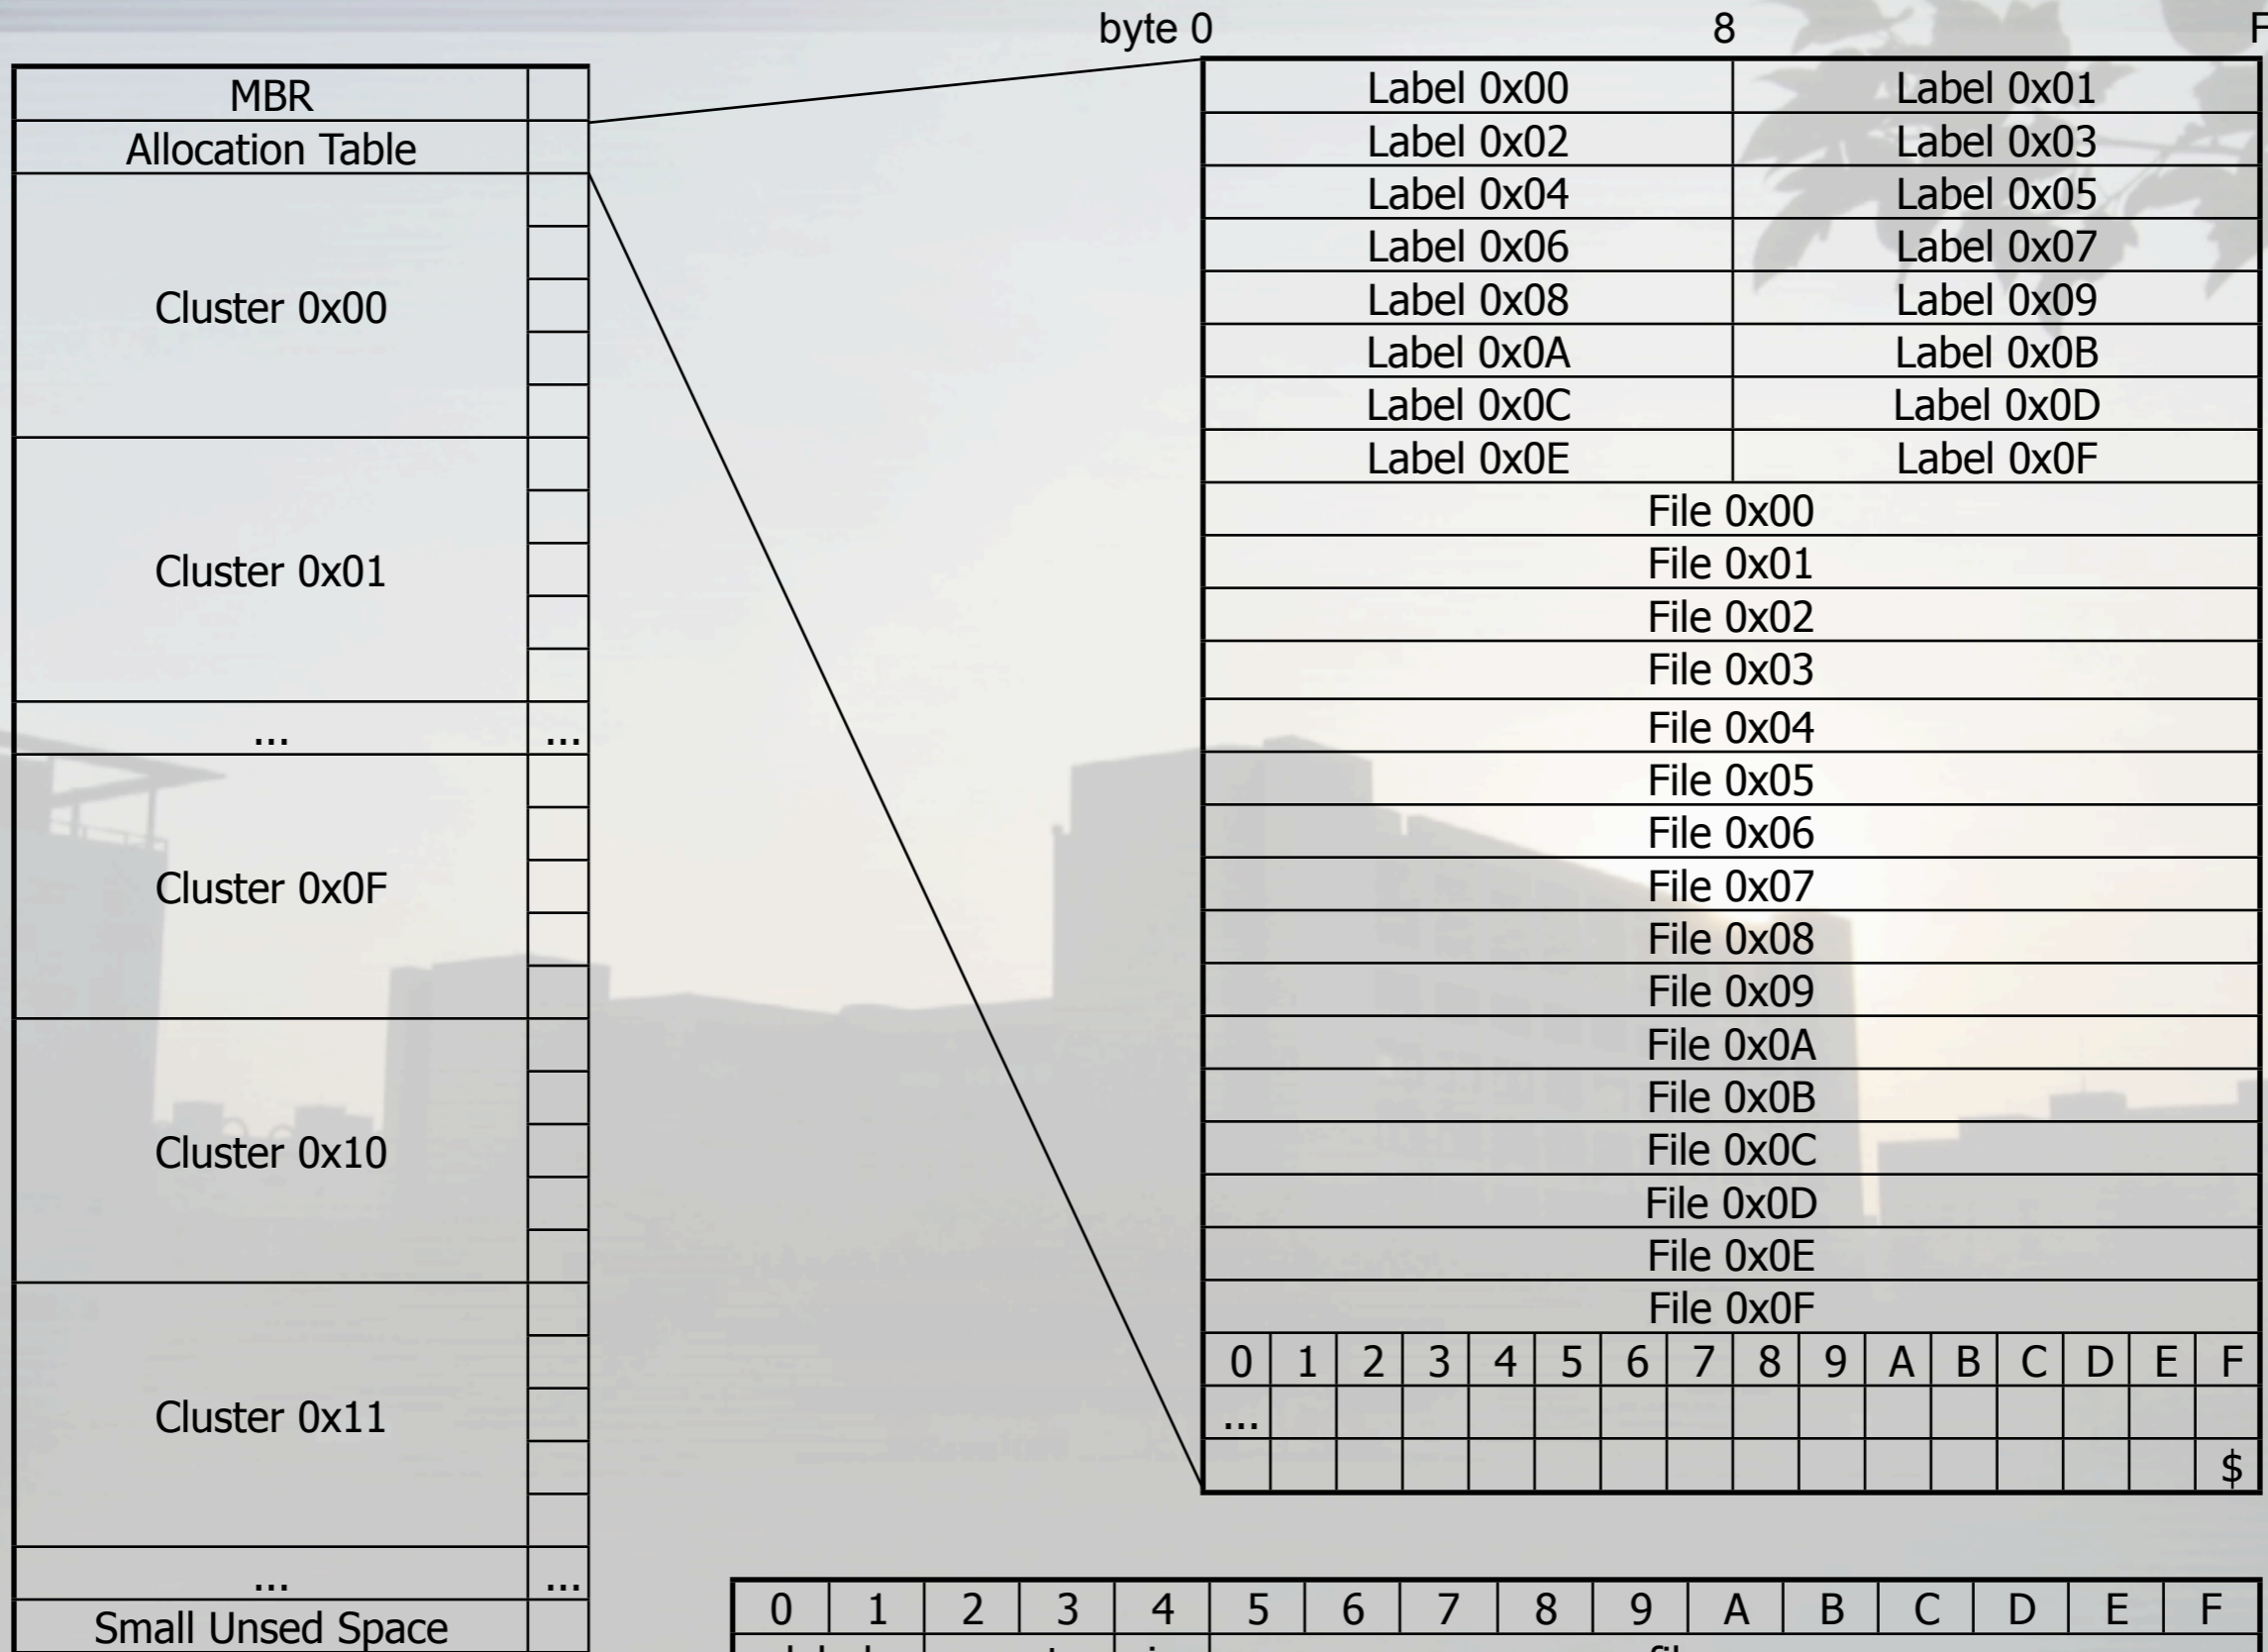 byte 0 8 F
MBR
Allocation Table
Cluster 0x00
Cluster 0x01
... ...
Cluster 0x0F
Cluster 0x10
Cluster 0x11
... ...
Small Unsed Space
Label 0x00 Label 0x01
Label 0x02 Label 0x03
Label 0x04 Label 0x05
Label 0x06 Label 0x07
Label 0x08 Label 0x09
Label 0x0A Label 0x0B
Label 0x0C Label 0x0D
Label 0x0E Label 0x0F
File 0x00
File 0x01
File 0x02
File 0x03
File 0x04
File 0x05
File 0x06
File 0x07
File 0x08
File 0x09
File 0x0A
File 0x0B
File 0x0C
File 0x0D
File 0x0E
File 0x0F
0 1 2 3 4 5 6 7 8 9 A B C D E F
...
$
0 1 2 3 4 5 6 7 8 9 A B C D E F